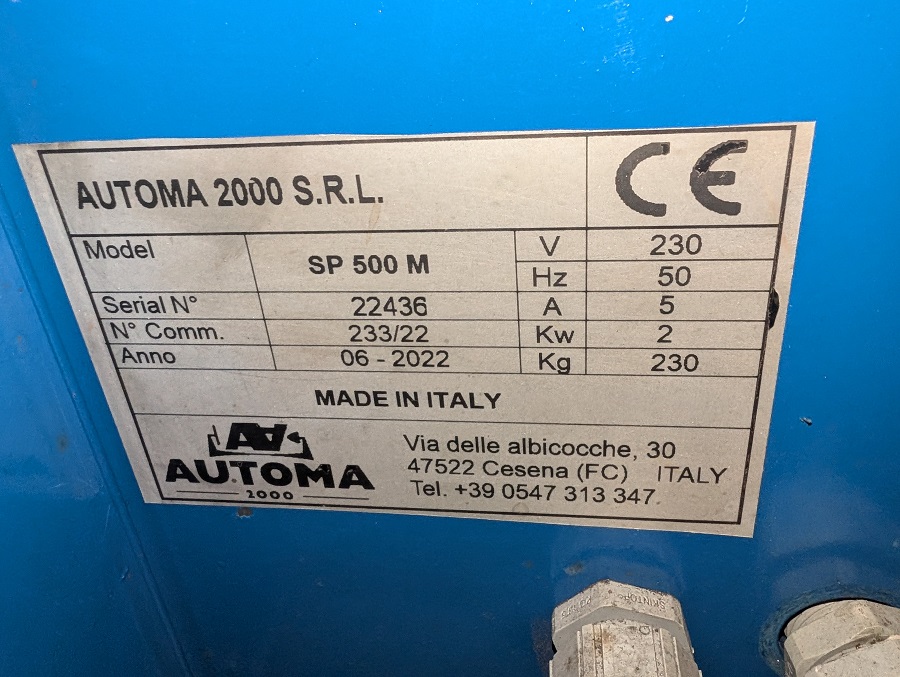 AUTOMA 2000 S.R.L.
CE
Model SP 500 M V 230
Hz 50
Serial N° 22436 A 5
N° Comm. 233/22 Kw 2
Anno 06 - 2022 Kg 230
MADE IN ITALY
AUTOMA
2000
Via delle albicocche, 30
47522 Cesena (FC) ITALY
Tel. +39 0547 313 347
SKINTOP